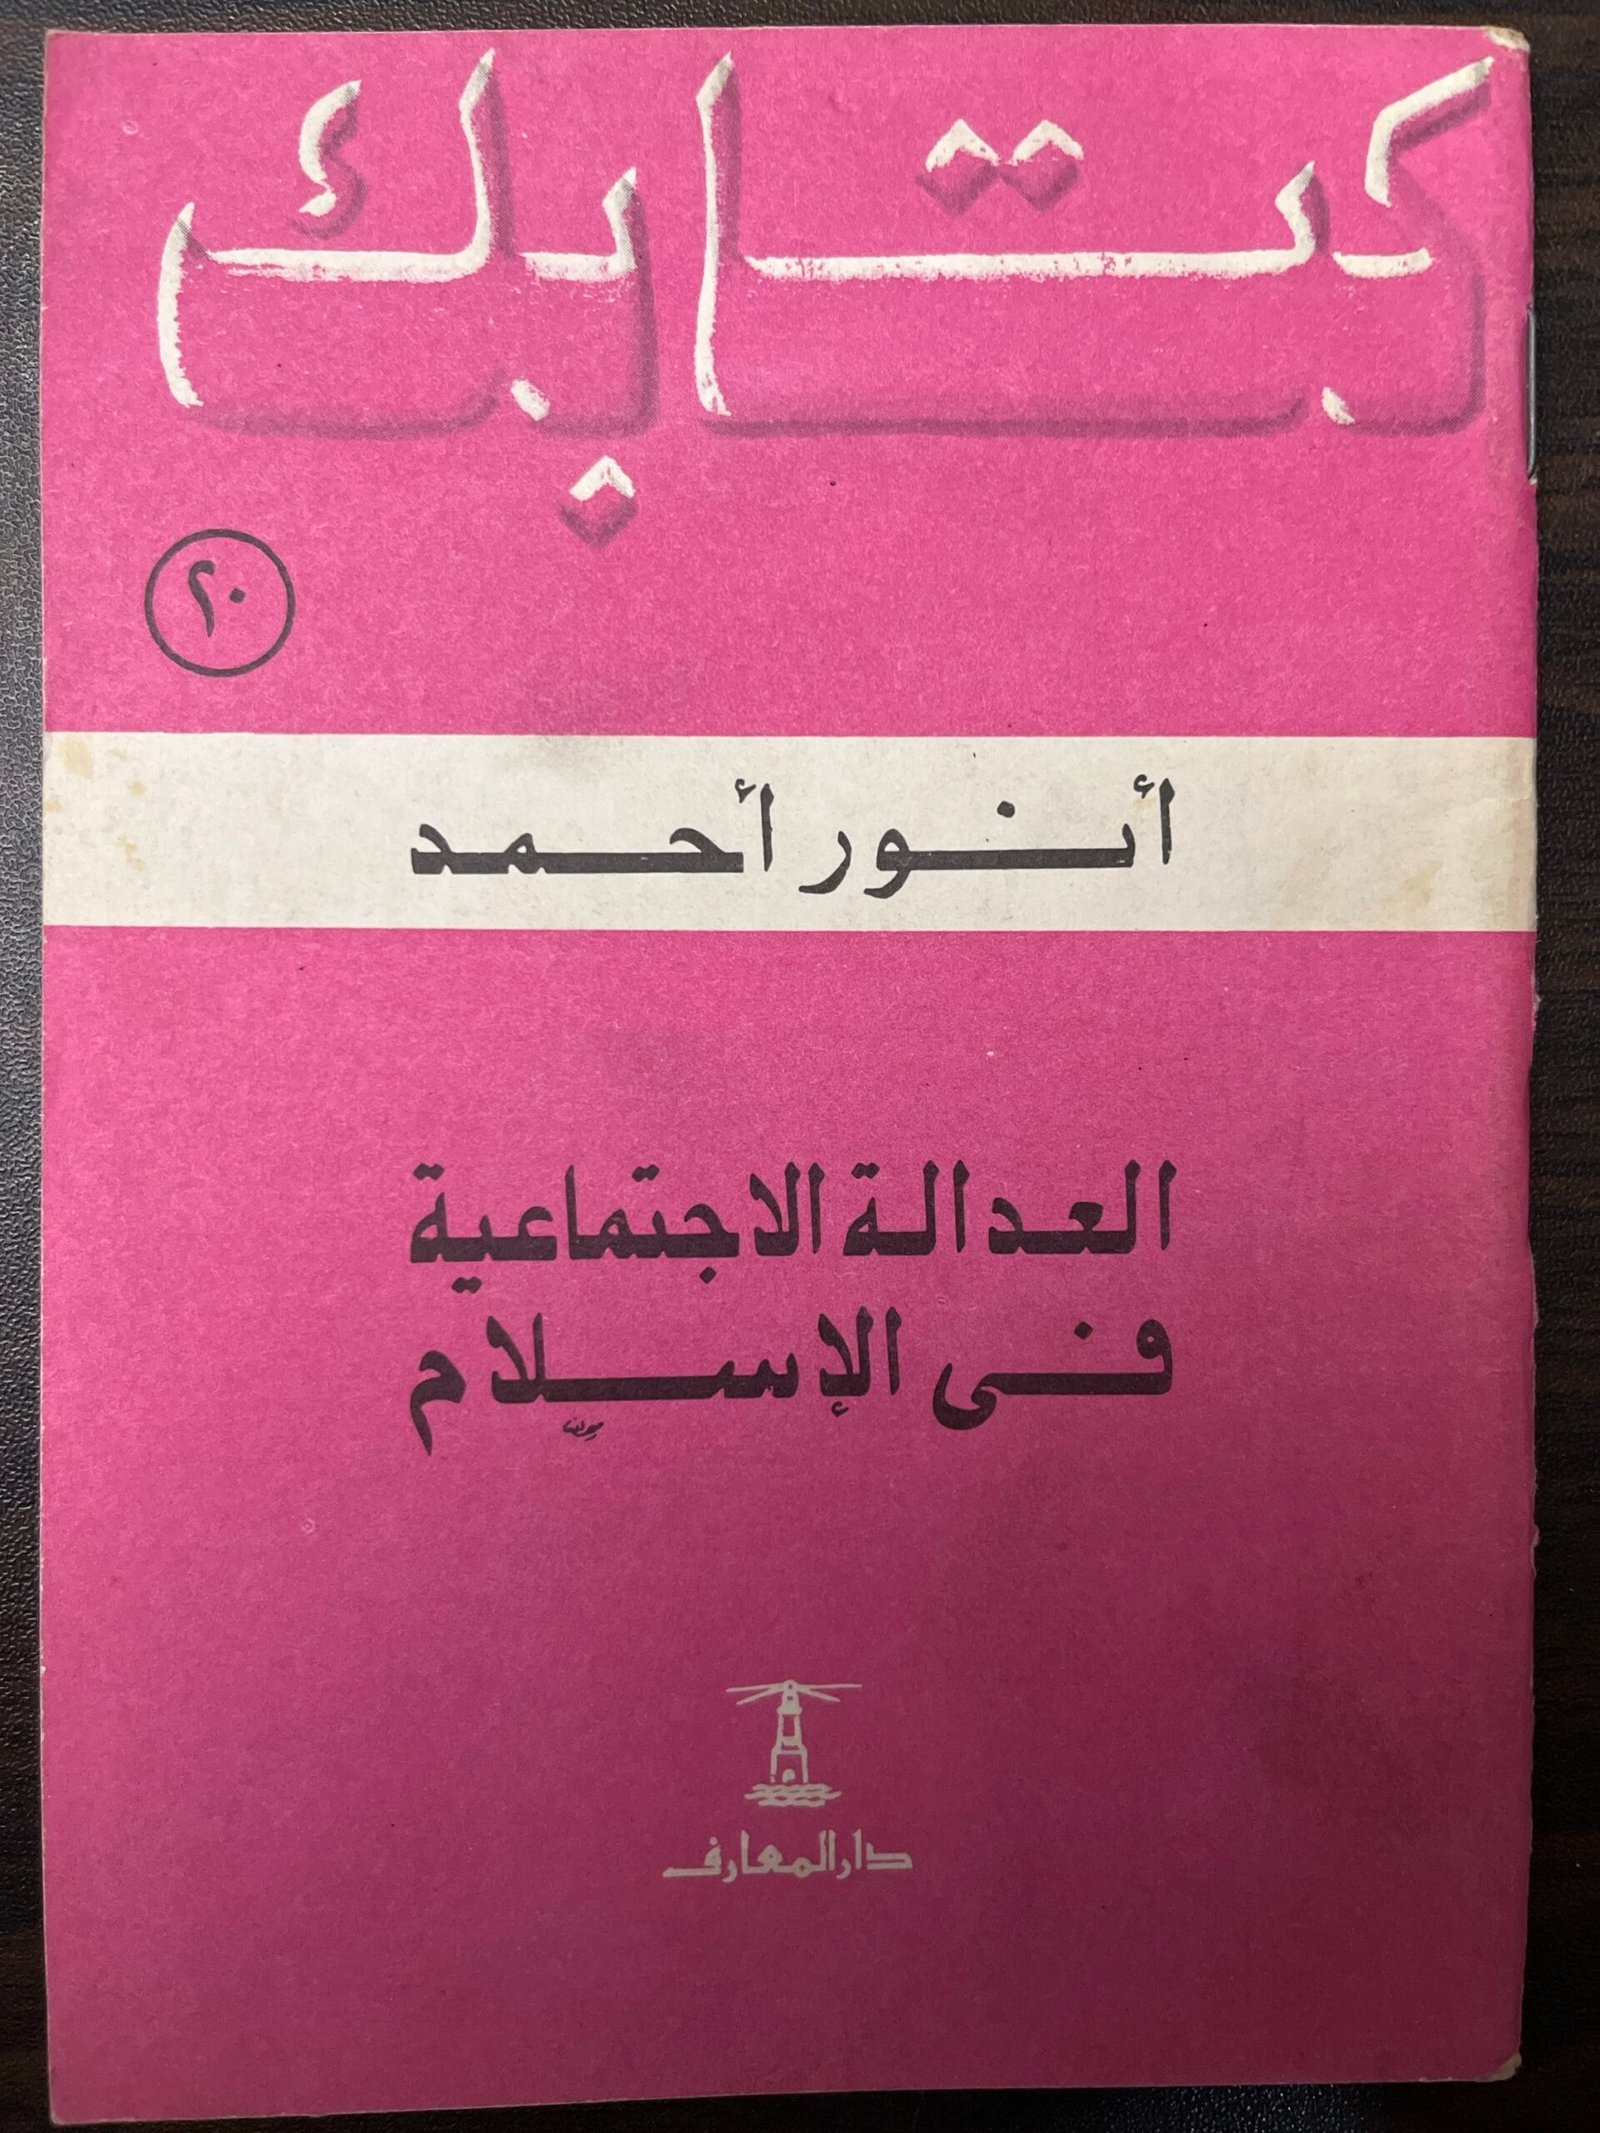 كتابك
٢٠
أنور أحمد
العدالة الاجتماعية
فى الإسلام
دار المعارف